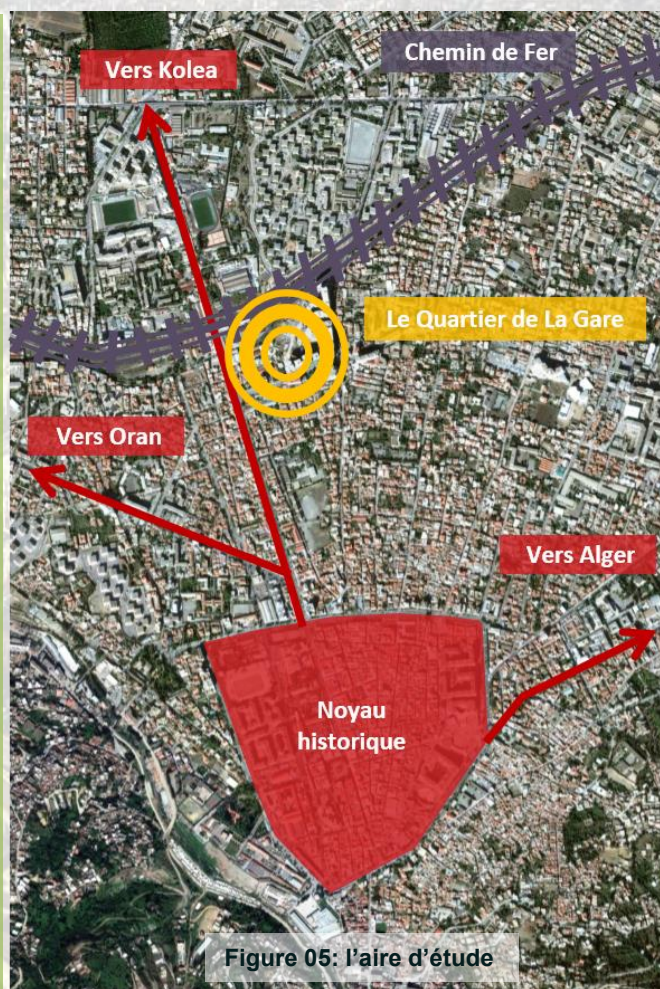 Chemin de Fer
Vers Kolea
Le Quartier de La Gare
Vers Oran
Vers Alger
Noyau
historique
Figure 05: l’aire d’étude